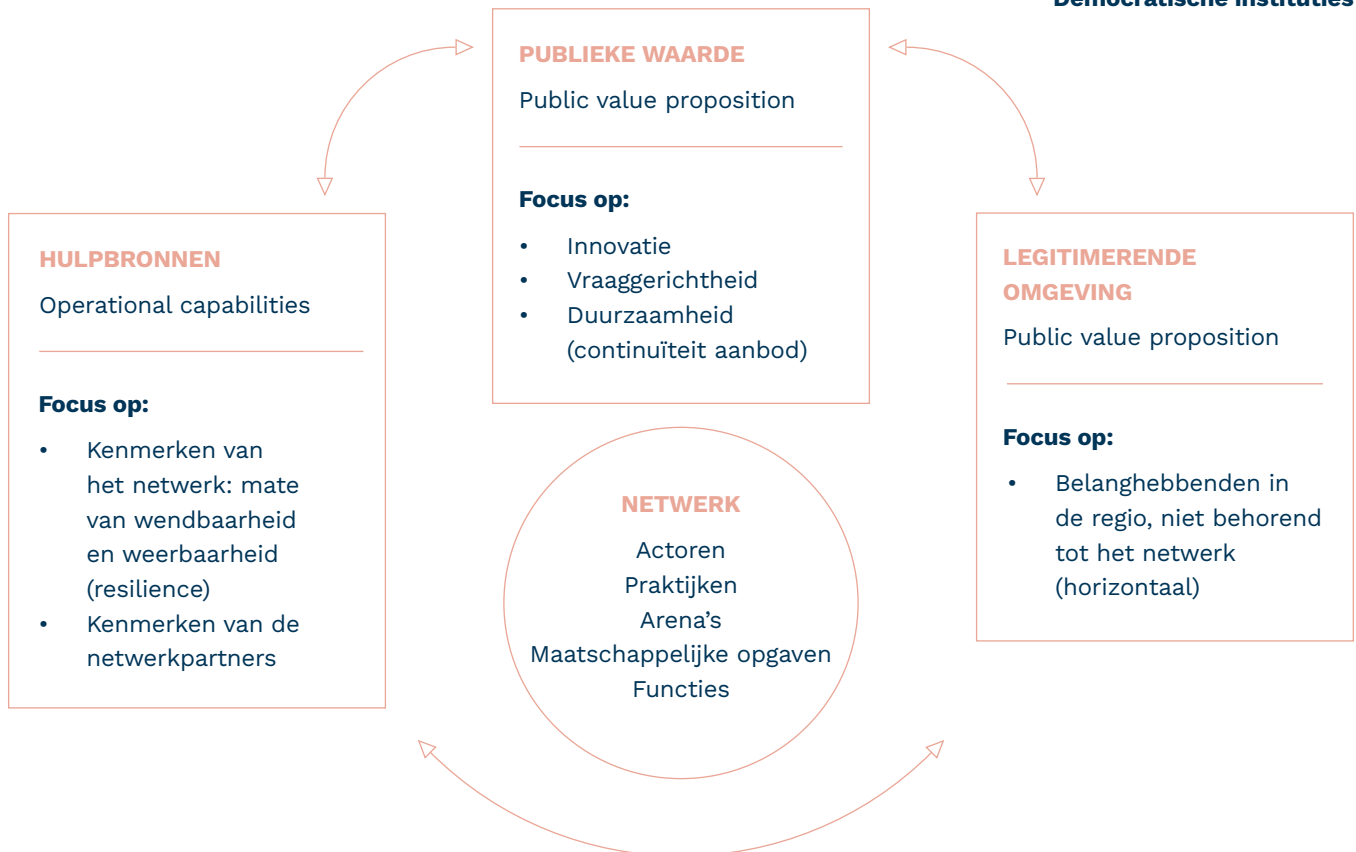 Democratische instituties
PUBLIEKE WAARDE
Public value proposition
Focus op:
• Innovatie
• Vraaggerichtheid
• Duurzaamheid
(continuïteit aanbod)
HULPBRONNEN
Operational capabilities
Focus op:
• Kenmerken van
het netwerk: mate
van wendbaarheid
en weerbaarheid
(resilience)
• Kenmerken van de
netwerkpartners
LEGITIMERENDE
OMGEVING
Public value proposition
Focus op:
• Belanghebbenden in
de regio, niet behorend
tot het netwerk
(horizontaal)
NETWERK
Actoren
Praktijken
Arena’s
Maatschappelijke opgaven
Functies